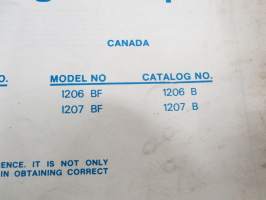 CANADA
O. MODEL NO CATALOG NO.
1206 BF 1206 B
1207 BF 1207 B
ENCE. IT IS NOT ONLY
IN OBTAINING CORRECT